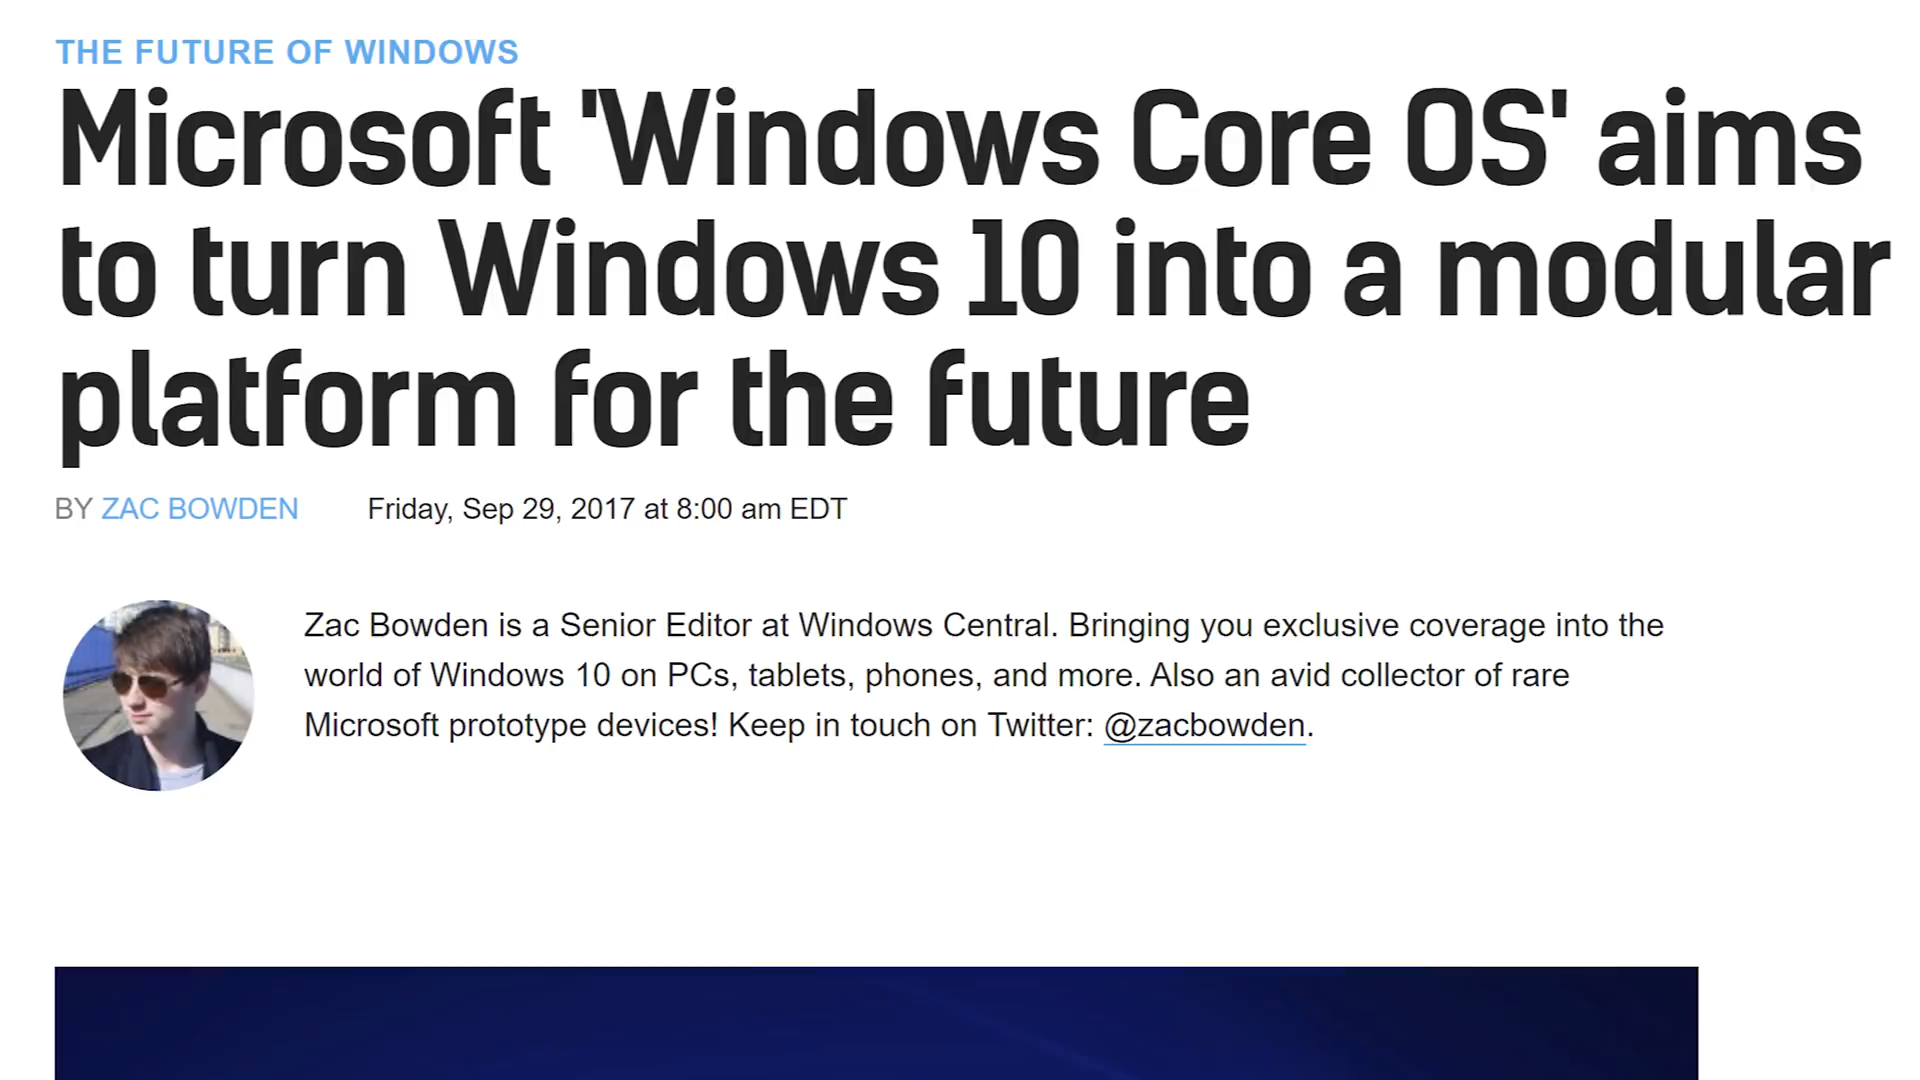 THE FUTURE OF WINDOWS
Microsoft 'Windows Core OS' aims
to turn Windows 10 into a modular
platform for the future
BY ZAC BOWDEN Friday, Sep 29, 2017 at 8:00 am EDT
Zac Bowden is a Senior Editor at Windows Central. Bringing you exclusive coverage into the
world of Windows 10 on PCs, tablets, phones, and more. Also an avid collector of rare
Microsoft prototype devices! Keep in touch on Twitter: @zacbowden.